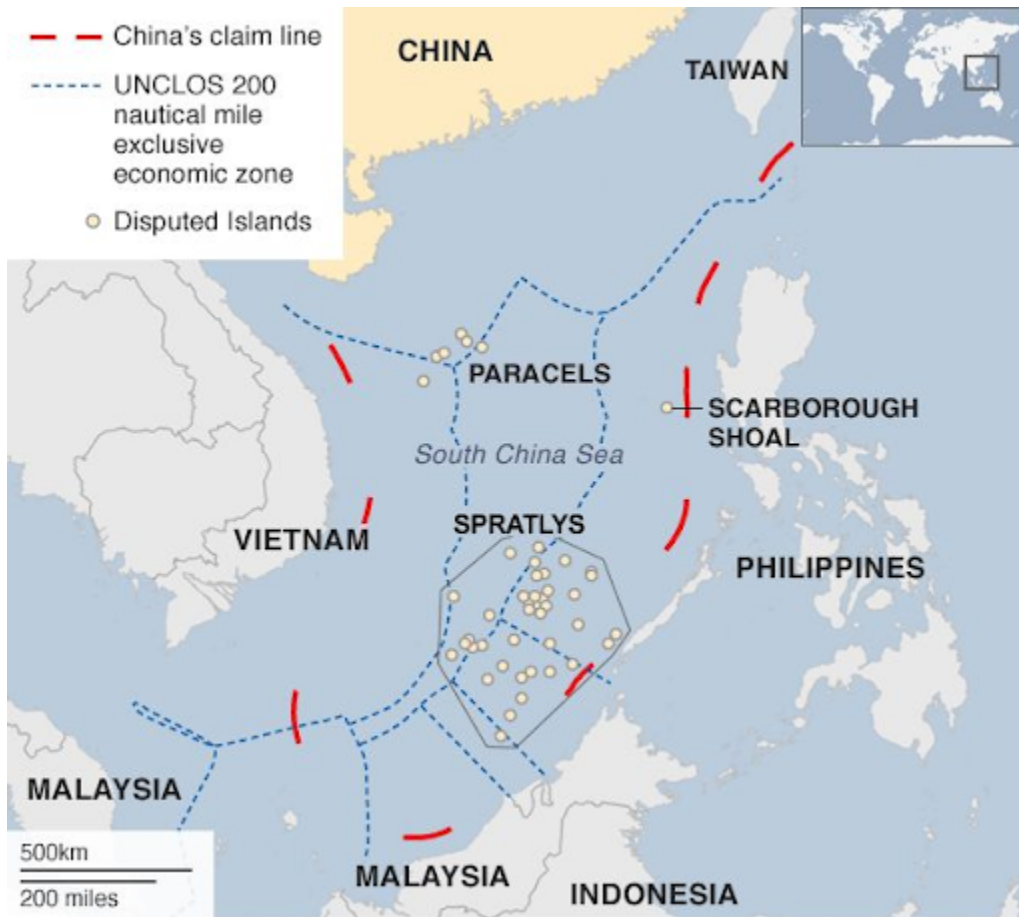 China's claim line
UNCLOS 200
nautical mile
exclusive
economic zone
Disputed Islands
CHINA
TAIWAN
PARACELS
SCARBOROUGH
SHOAL
South China Sea
SPRATLYS
VIETNAM
PHILIPPINES
MALAYSIA
MALAYSIA
INDONESIA
500km
200 miles